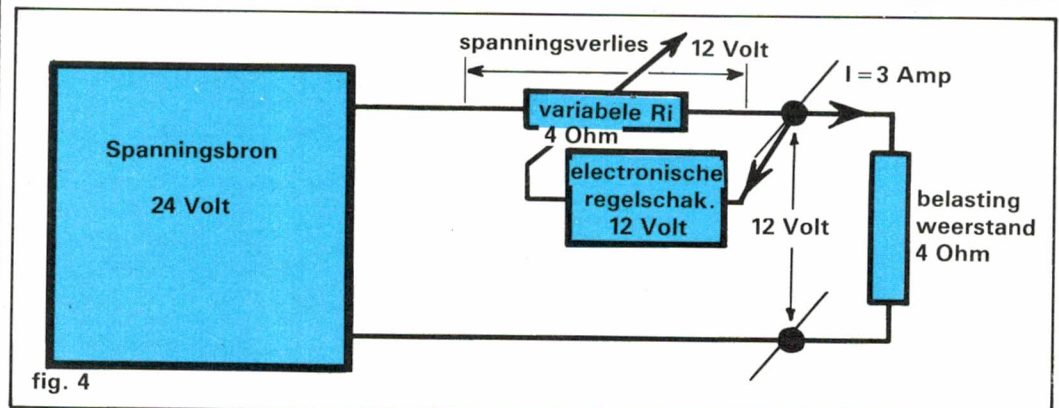 spanningsverlies
12 Volt
I = 3 Amp
variabele Ri
4 Ohm
Spanningsbron
24 Volt
electronische
regelschak.
12 Volt
12 Volt
belasting
weerstand
4 Ohm
fig. 4